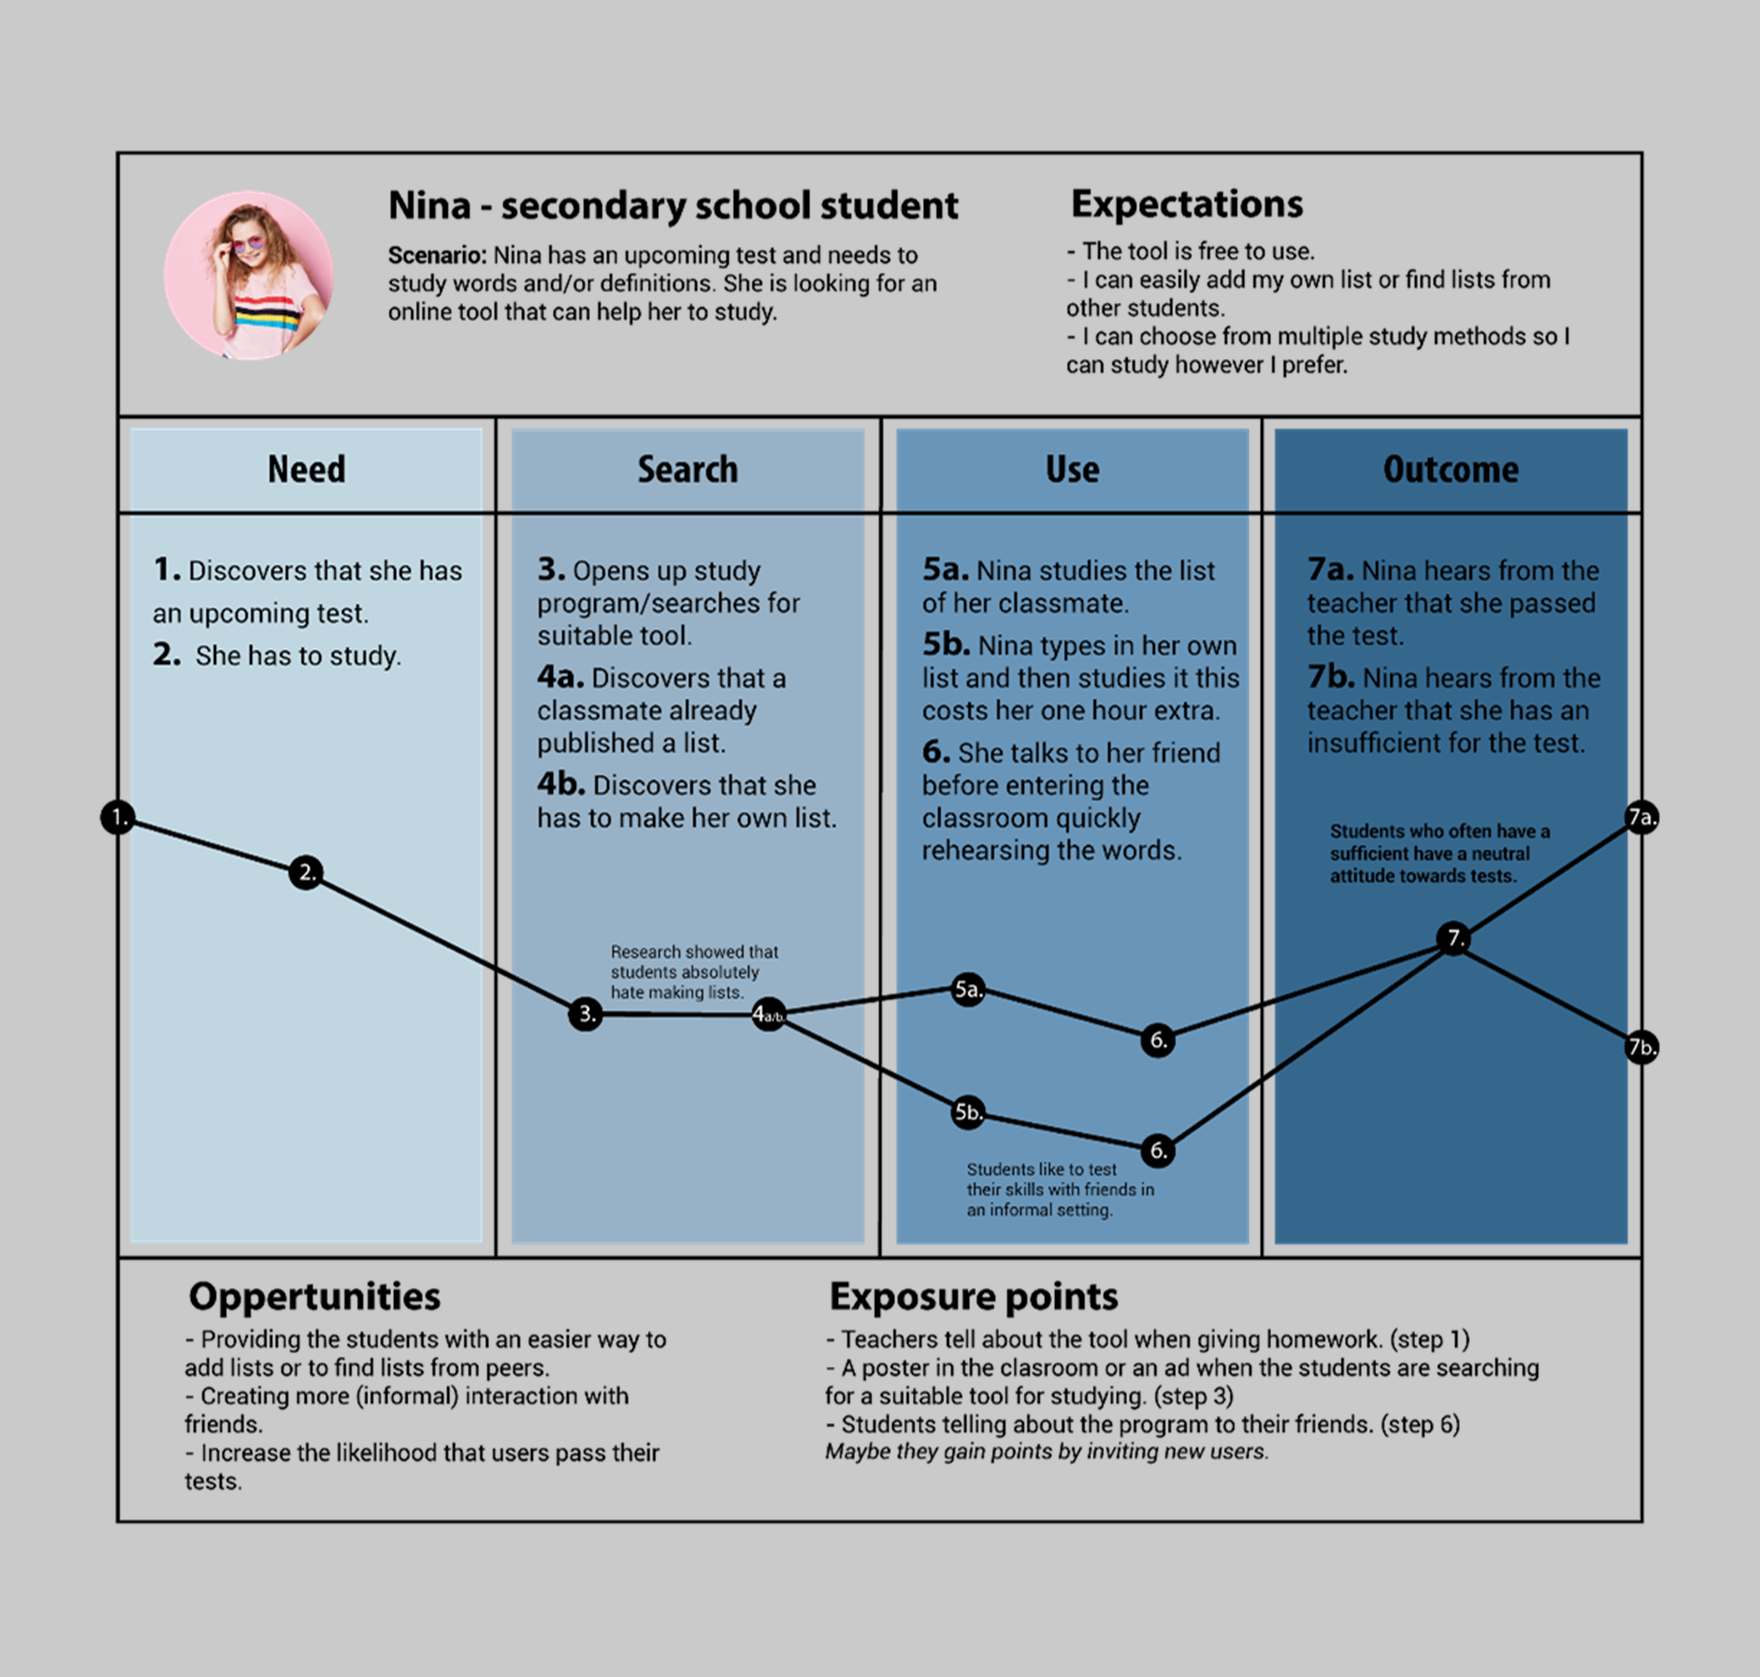 Nina - secondary school student
Scenario: Nina has an upcoming test and needs to
study words and/or definitions. She is looking for an
online tool that can help her to study.
Expectations
- The tool is free to use.
- I can easily add my own list or find lists from
other students.
- I can choose from multiple study methods so I
can study however I prefer.
Need
1. Discovers that she has
an upcoming test.
2. She has to study.
Search
3. Opens up study
program/searches for
suitable tool.
4a. Discovers that a
classmate already
published a list.
4b. Discovers that she
has to make her own list.
Use
5a. Nina studies the list
of her classmate.
5b. Nina types in her own
list and then studies it this
costs her one hour extra.
6. She talks to her friend
before entering the
classroom quickly
rehearsing the words.
Outcome
7a. Nina hears from the
teacher that she passed
the test.
7b. Nina hears from the
teacher that she has an
insufficient for the test.
1.
2.
3.
Research showed that
students absolutely
hate making lists.
4a/b.
5a.
6.
5b.
6.
Students like to test
their skills with friends in
an informal setting.
Students who often have a
sufficient have a neutral
attitude towards tests.
7.
7a.
7b.
Oppertunities
- Providing the students with an easier way to
add lists or to find lists from peers.
- Creating more (informal) interaction with
friends.
- Increase the likelihood that users pass their
tests.
Exposure points
- Teachers tell about the tool when giving homework. (step 1)
- A poster in the clasroom or an ad when the students are searching
for a suitable tool for studying. (step 3)
- Students telling about the program to their friends. (step 6)
Maybe they gain points by inviting new users.